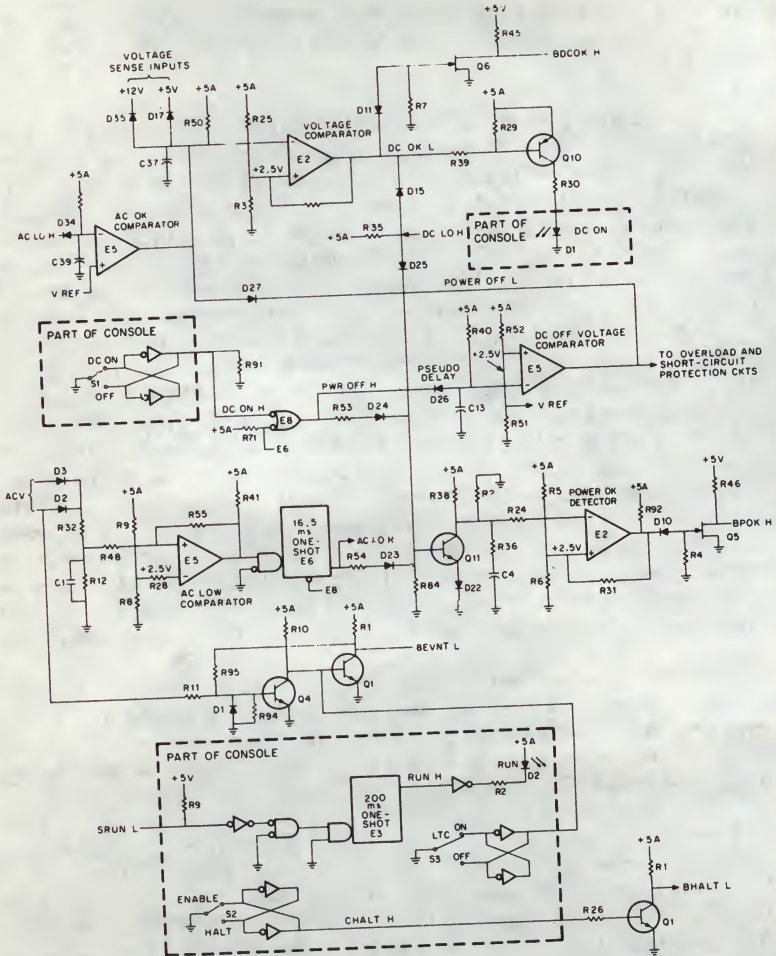 +5V
R45
BDCOK H
Q6
VOLTAGE
SENSE INPUTS
+12V
+5V
+5A
+5A
D35
D17
R50
R25
D11
R7
+5A
R29
VOLTAGE
COMPARATOR
DC OK L
E2
+2.5V
C37
R3
R39
Q10
R30
D15
+5A
AC OK
COMPARATOR
D34
AC LO H
E5
C39
V REF
R35
+5A
DC LO H
D25
PART OF
CONSOLE
DC ON
D1
D27
POWER OFF L
PART OF CONSOLE
DC ON
S1
OFF
R91
+5A
R40
+5A
R52
DC OFF VOLTAGE
COMPARATOR
+2.5V
E5
PSEUDO
DELAY
D26
C13
V REF
R51
TO OVERLOAD AND
SHORT-CIRCUIT
PROTECTION CKTS
PWR OFF H
DC ON H
E8
R53
D24
+5A
R71
E6
D3
ACV
D2
R32
+5A
R9
R55
+5A
R41
R48
E5
+2.5V
R28
C1
R12
R8
AC LOW
COMPARATOR
16.5
ms
ONE-
SHOT
E6
AC LO H
R54
D23
E8
+5A
R38
Q11
R84
D22
R36
C4
R24
+5A
R5
POWER OK
DETECTOR
+5A
R92
D10
E2
+2.5V
R6
R31
R4
+5V
R46
BPOK H
Q5
+5A
R10
+5A
R1
BEVNT L
R95
R11
D1
R94
Q4
Q1
PART OF CONSOLE
+5V
R9
SRUN L
200
ms
ONE-
SHOT
E3
RUN H
R2
+5A
RUN
D2
LTC
ON
S3
OFF
ENABLE
S2
HALT
CHALT H
R26
+5A
R1
BHALT L
Q1